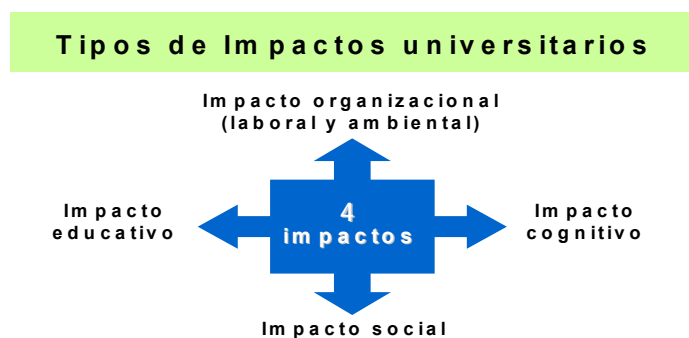 Tipos de Impactos universitarios
Impacto organizacional
(laboral y ambiental)
Impacto
educativo
4
impactos
Impacto
cognitivo
Impacto social